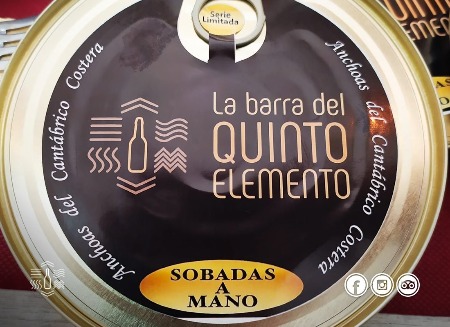 Serie
Limitada
Anchoas del Cantábrico Costera
Anchoas del Cantábrico Costera
La barra del
QUINTO
ELEMENTO
SOBADAS
A
MANO